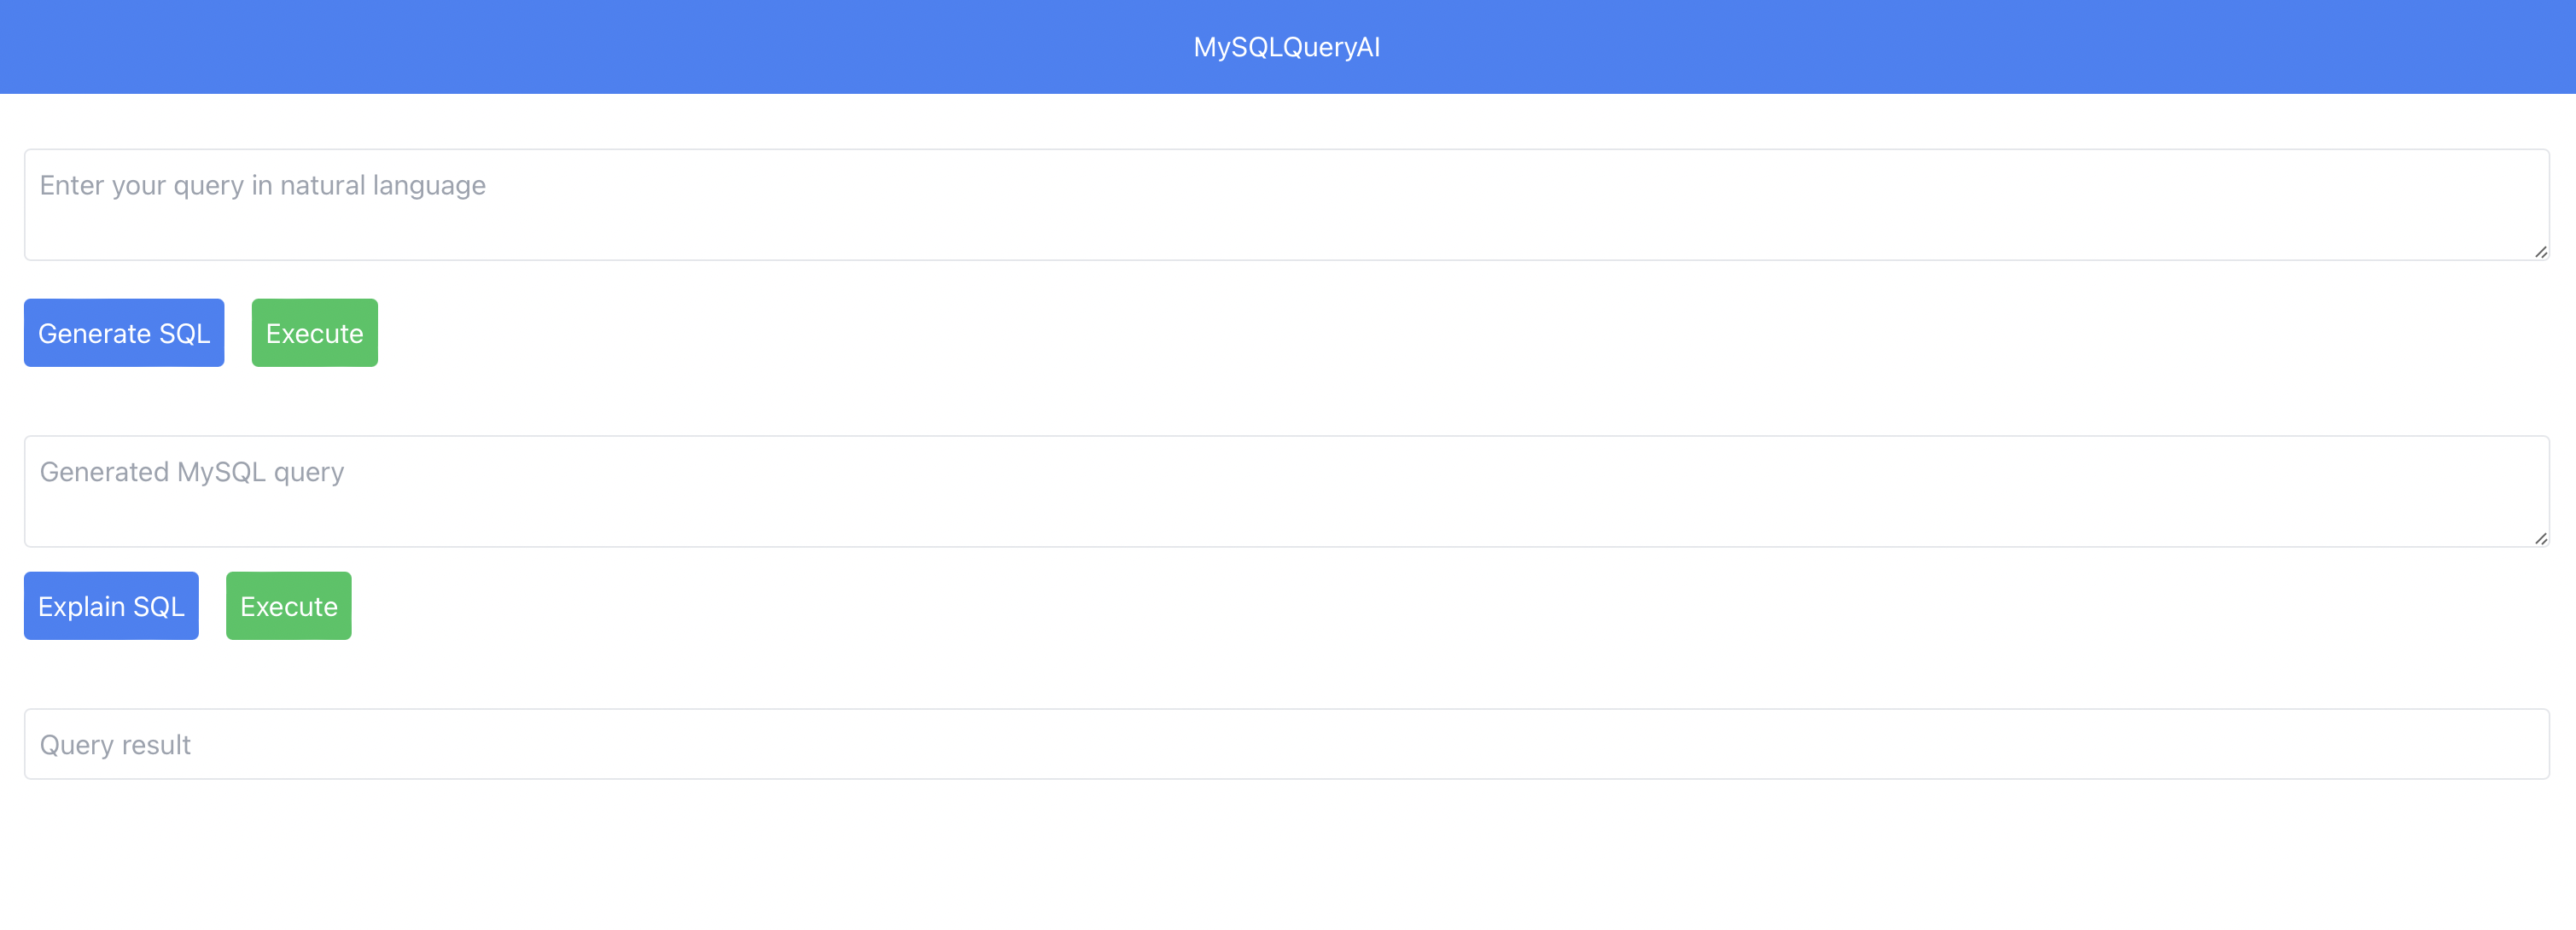 MySQLQueryAI
Enter your query in natural language
Generate SQL Execute
Generated MySQL query
Explain SQL Execute
Query result